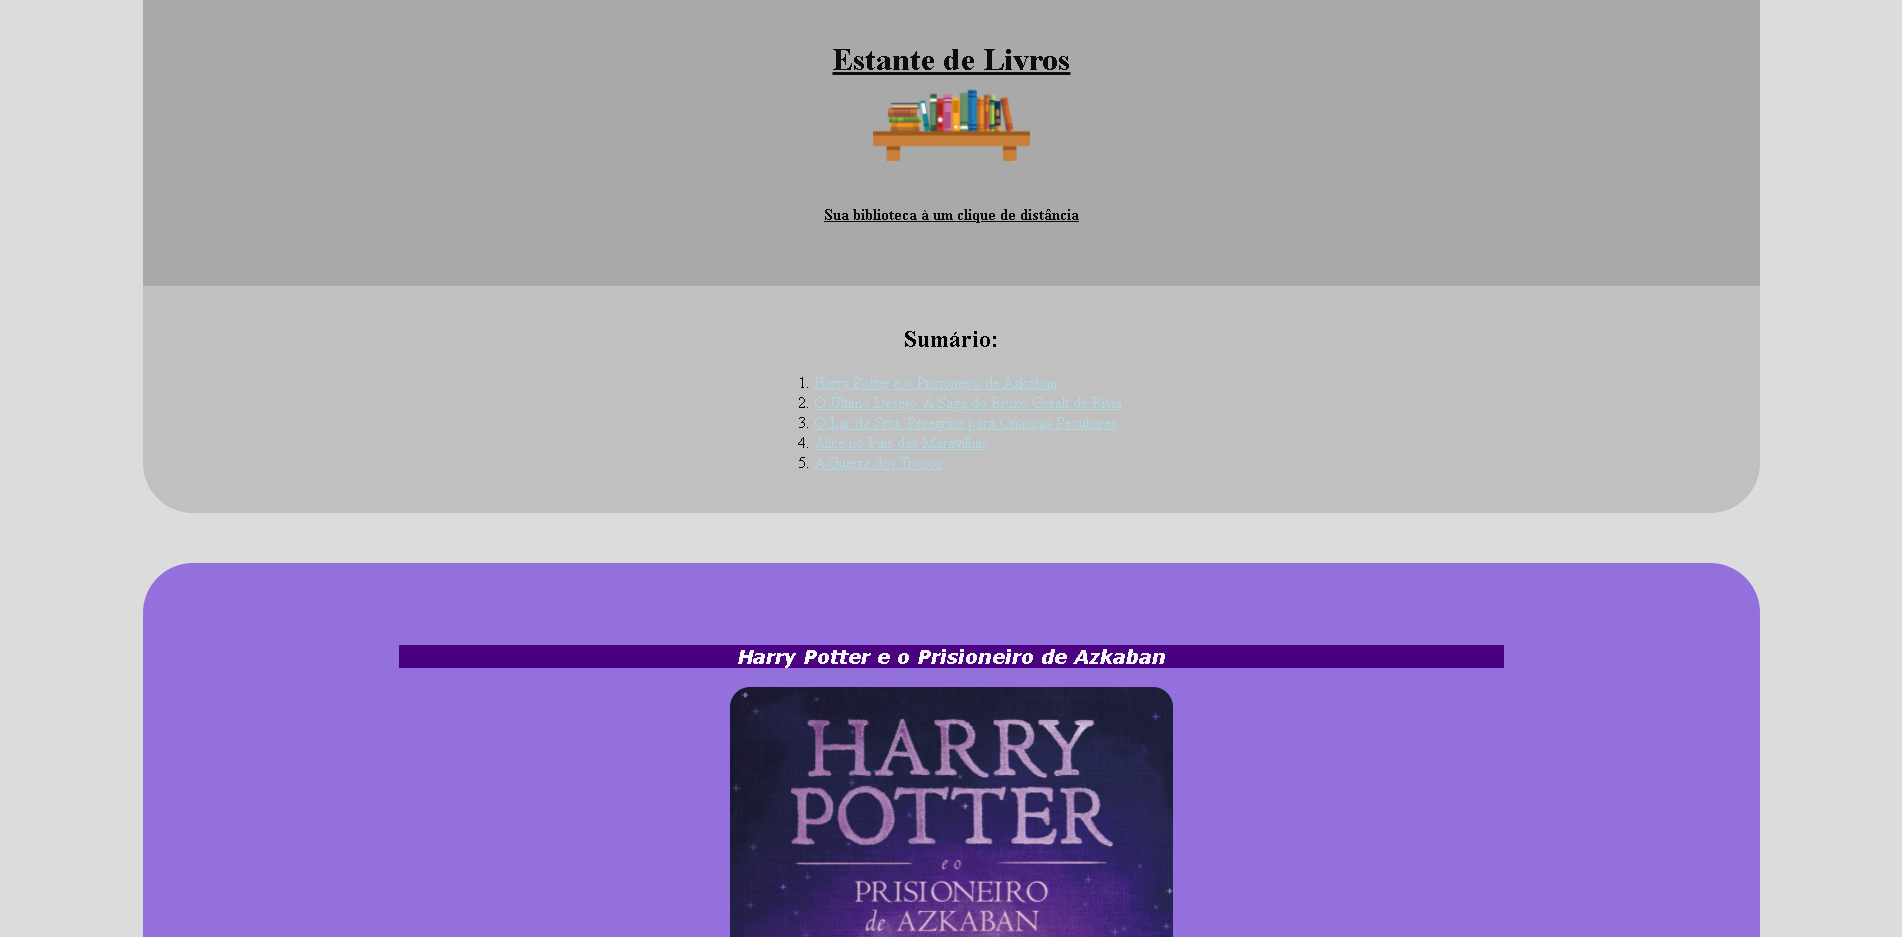 Estante de Livros
Sua biblioteca à um clique de distância
Sumário:
1. Harry Potter e o Prisioneiro de Azkaban
2. O Último Desejo: A Saga do Bruxo Geralt de Rívia
3. O Lar da Srta. Peregrine para Crianças Peculiares
4. Alice no País das Maravilhas
5. A Guerra dos Tronos
Harry Potter e o Prisioneiro de Azkaban
HARRY
POTTER
e o
PRISIONEIRO
de AZKABAN